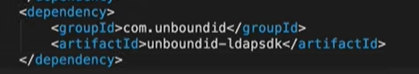 <dependency>
<groupId>com.unboundid</groupId>
<artifactId>unboundid-ldapsdk</artifactId>
</dependency>